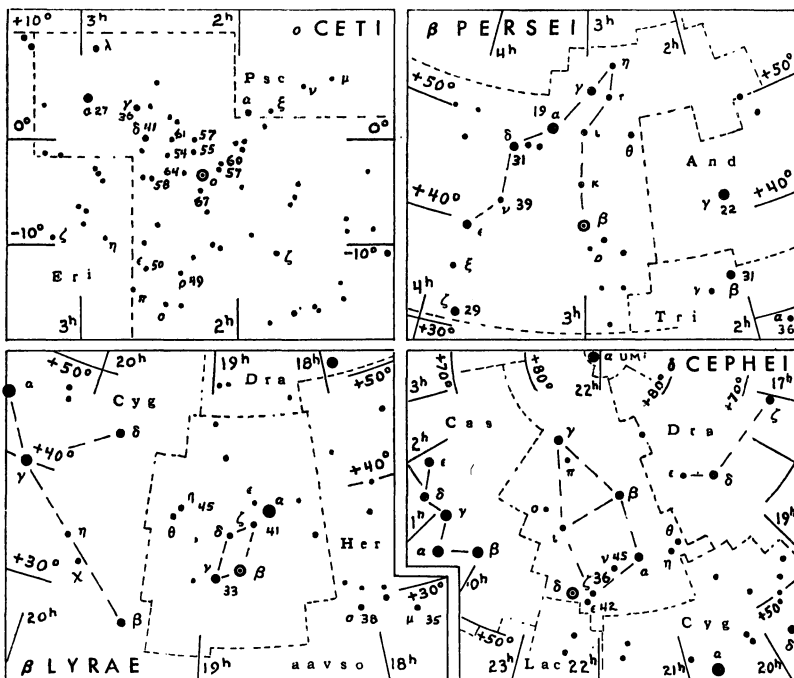 +10° 3ʰ 2ʰ ο CETI
λ
Psc μ
ν
α ξ
α 27 γ
36
0° δ 41 61 57 0°
54 55
60
64 57
58 ο
67
-10° ζ η -10°
ε 50 ζ
ο 49
Eri π
σ
3ʰ 2ʰ
β PERSEI
4ʰ 3ʰ 2ʰ
η
+50° γ +50°
τ
19 α
δ ι θ
31
And
+40° κ +40°
ν 39 γ
22
ε β
ρ
ξ
31
4ʰ γ β
29 Tri
ζ α
+30° 3ʰ 2ʰ 36
+50° 20ʰ 19ʰ 18ʰ
Dra +50°
α Cyg
δ
+40° +40°
γ η
45 ε α
ζ
η θ δ 41 Her
+30° χ γ β
33 +30°
ο 38 μ 35
20ʰ β
β LYRAE 19ʰ aavso 18ʰ
+70° +80° α UMi δ CEPHEI
3ʰ 22ʰ +80° +70° 17ʰ
Cas ζ
γ Dra
2ʰ ε π ε δ
δ β
1ʰ γ ο 19ʰ
ι θ
α β ν 45 α η
0ʰ δ ζ 36
ε 42
+50° Cyg +50°
δ
23ʰ Lac 22ʰ 21ʰ α 20ʰ